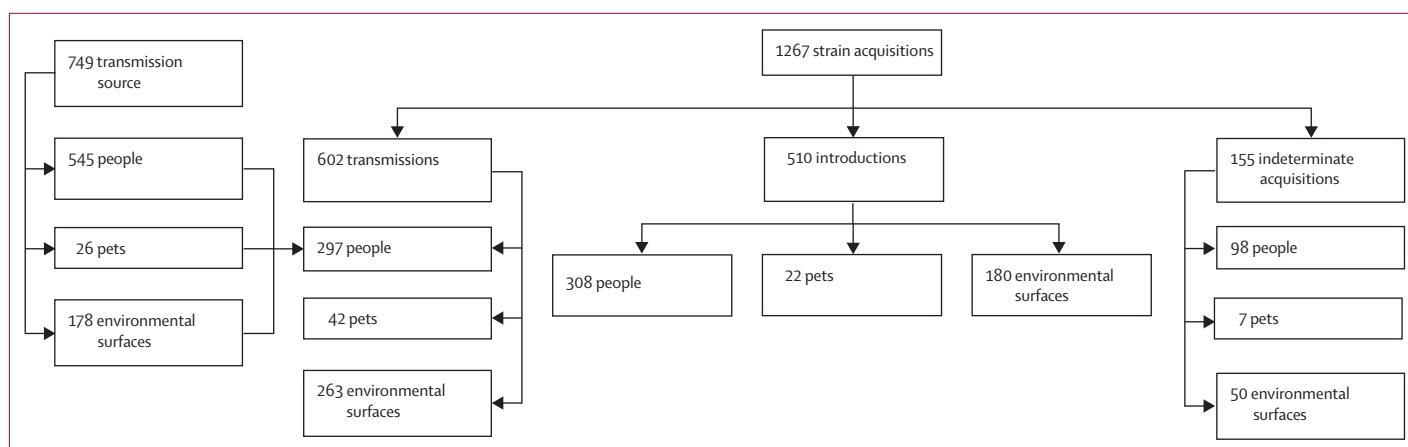 1267 strain acquisitions
749 transmission
source
545 people
26 pets
178 environmental
surfaces
602 transmissions
297 people
42 pets
263 environmental
surfaces
510 introductions
308 people
22 pets
180 environmental
surfaces
155 indeterminate
acquisitions
98 people
7 pets
50 environmental
surfaces